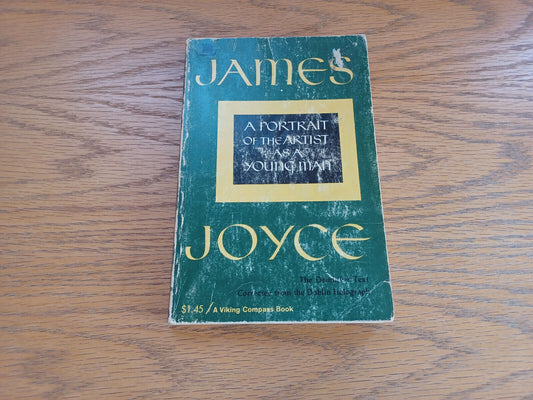 JAMES
A PORTRAIT
OF THE ARTIST
AS A
YOUNG MAN
JOYCE
The Definitive Text
Corrected from the Dublin Holograph
$1.45 / A Viking Compass Book